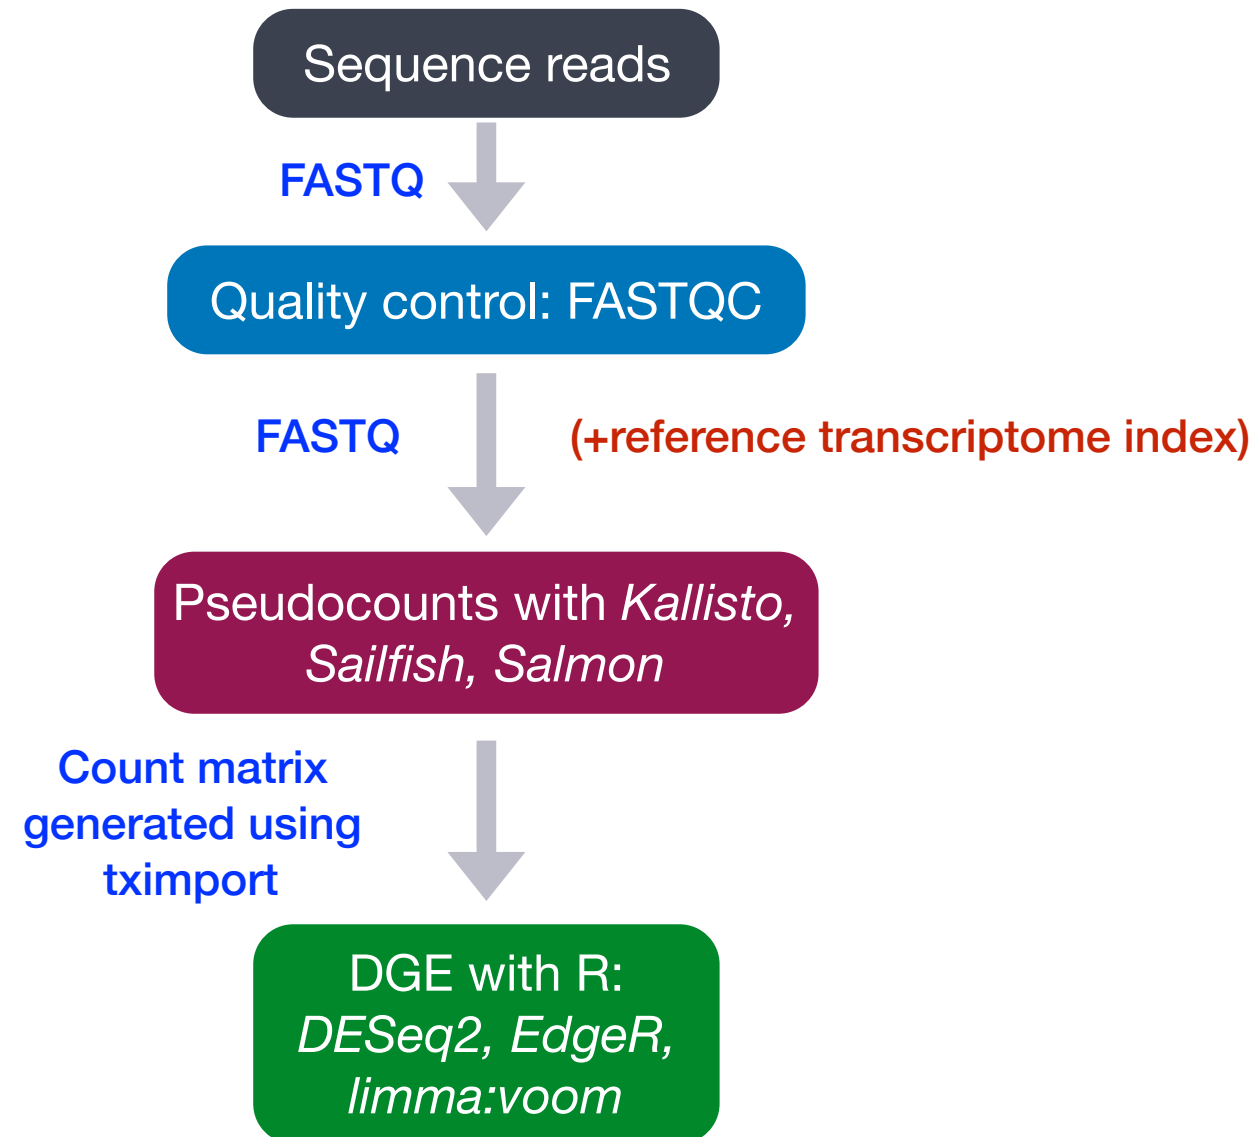 Sequence reads
FASTQ
Quality control: FASTQC
FASTQ
(+reference transcriptome index)
Pseudocounts with Kallisto,
Sailfish, Salmon
Count matrix
generated using
tximport
DGE with R:
DESeq2, EdgeR,
limma:voom